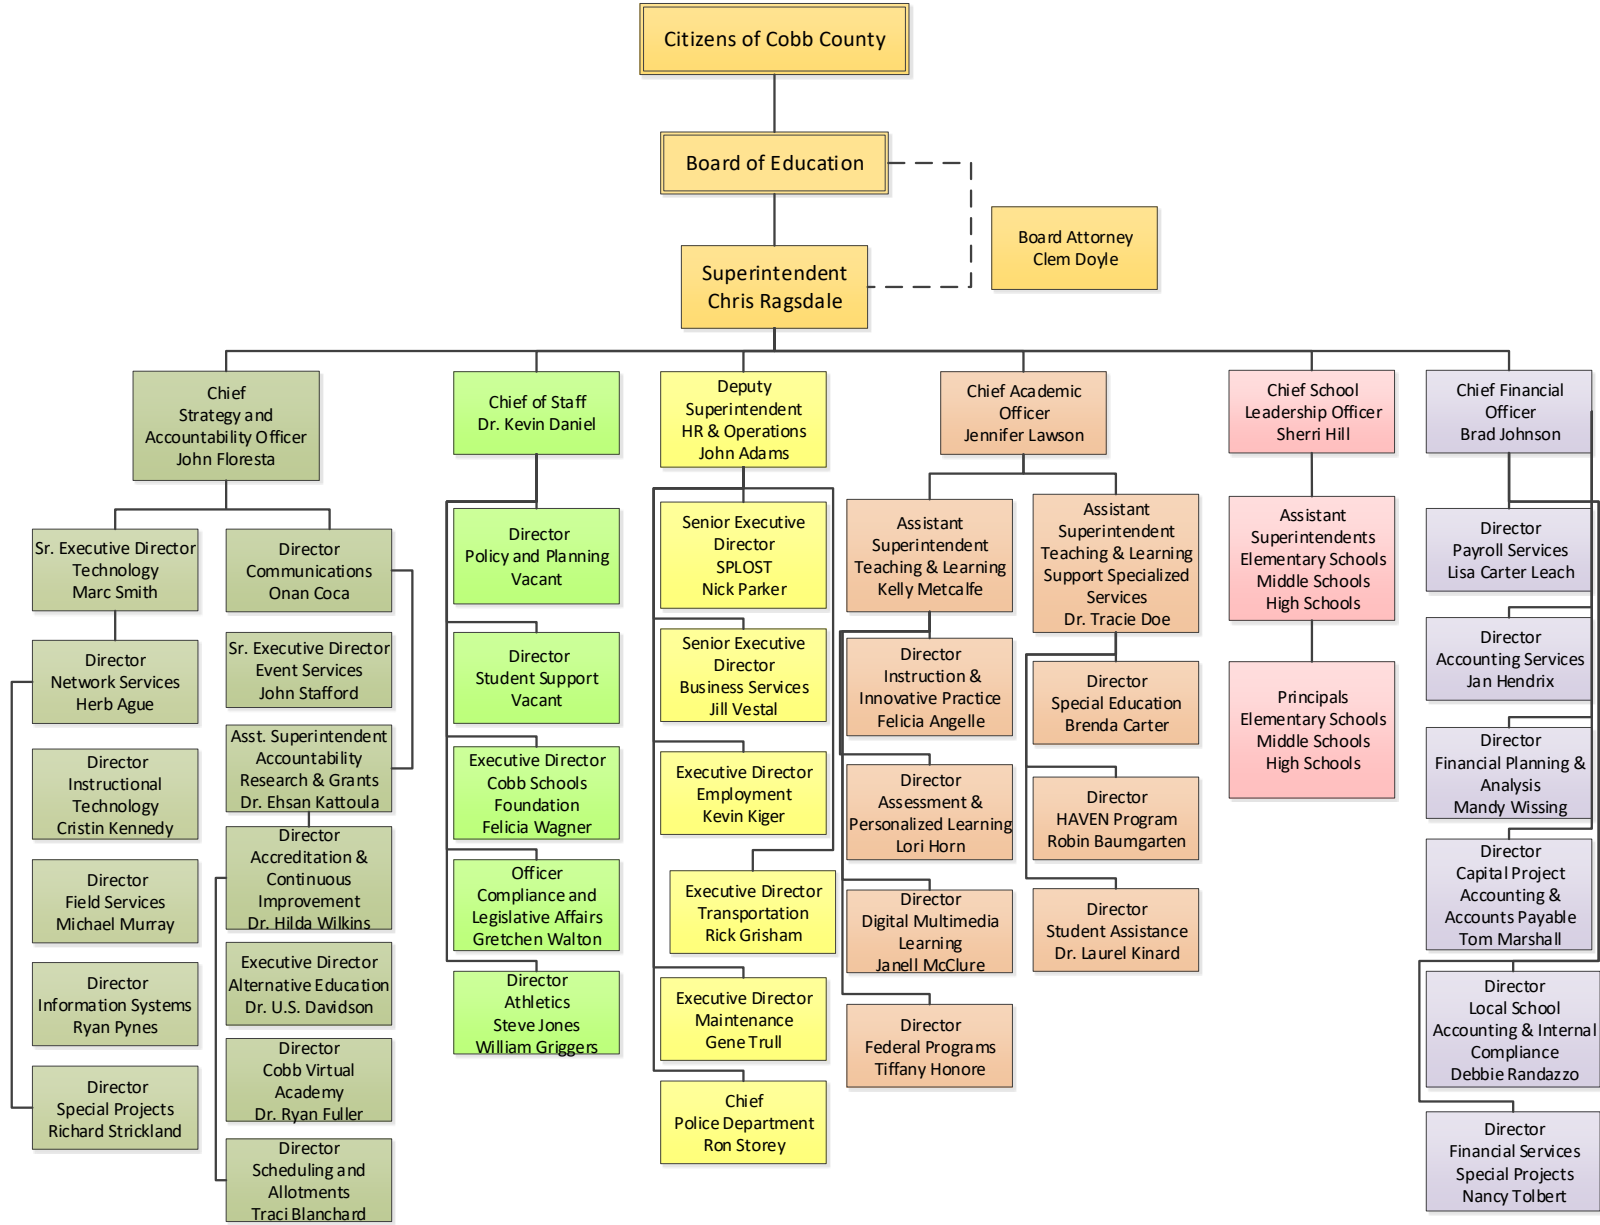 Citizens of Cobb County
Board of Education
Board Attorney
Clem Doyle
Superintendent
Chris Ragsdale
Chief
Strategy and
Accountability Officer
John Floresta
Sr. Executive Director
Technology
Marc Smith
Director
Network Services
Herb Ague
Director
Instructional
Technology
Cristin Kennedy
Director
Field Services
Michael Murray
Director
Information Systems
Ryan Pynes
Director
Special Projects
Richard Strickland
Director
Communications
Onan Coca
Sr. Executive Director
Event Services
John Stafford
Asst. Superintendent
Accountability
Research & Grants
Dr. Ehsan Kattoula
Director
Accreditation &
Continuous
Improvement
Dr. Hilda Wilkins
Executive Director
Alternative Education
Dr. U.S. Davidson
Director
Cobb Virtual
Academy
Dr. Ryan Fuller
Director
Scheduling and
Allotments
Traci Blanchard
Chief of Staff
Dr. Kevin Daniel
Director
Policy and Planning
Vacant
Director
Student Support
Vacant
Executive Director
Cobb Schools
Foundation
Felicia Wagner
Officer
Compliance and
Legislative Affairs
Gretchen Walton
Director
Athletics
Steve Jones
William Griggers
Deputy
Superintendent
HR & Operations
John Adams
Senior Executive
Director
SPLOST
Nick Parker
Senior Executive
Director
Business Services
Jill Vestal
Executive Director
Employment
Kevin Kiger
Executive Director
Transportation
Rick Grisham
Executive Director
Maintenance
Gene Trull
Chief
Police Department
Ron Storey
Chief Academic
Officer
Jennifer Lawson
Assistant
Superintendent
Teaching & Learning
Kelly Metcalfe
Director
Instruction &
Innovative Practice
Felicia Angelle
Director
Assessment &
Personalized Learning
Lori Horn
Director
Digital Multimedia
Learning
Janell McClure
Director
Federal Programs
Tiffany Honore
Assistant
Superintendent
Teaching & Learning
Support Specialized
Services
Dr. Tracie Doe
Director
Special Education
Brenda Carter
Director
HAVEN Program
Robin Baumgarten
Director
Student Assistance
Dr. Laurel Kinard
Chief School
Leadership Officer
Sherri Hill
Assistant
Superintendents
Elementary Schools
Middle Schools
High Schools
Principals
Elementary Schools
Middle Schools
High Schools
Chief Financial
Officer
Brad Johnson
Director
Payroll Services
Lisa Carter Leach
Director
Accounting Services
Jan Hendrix
Director
Financial Planning &
Analysis
Mandy Wissing
Director
Capital Project
Accounting &
Accounts Payable
Tom Marshall
Director
Local School
Accounting & Internal
Compliance
Debbie Randazzo
Director
Financial Services
Special Projects
Nancy Tolbert